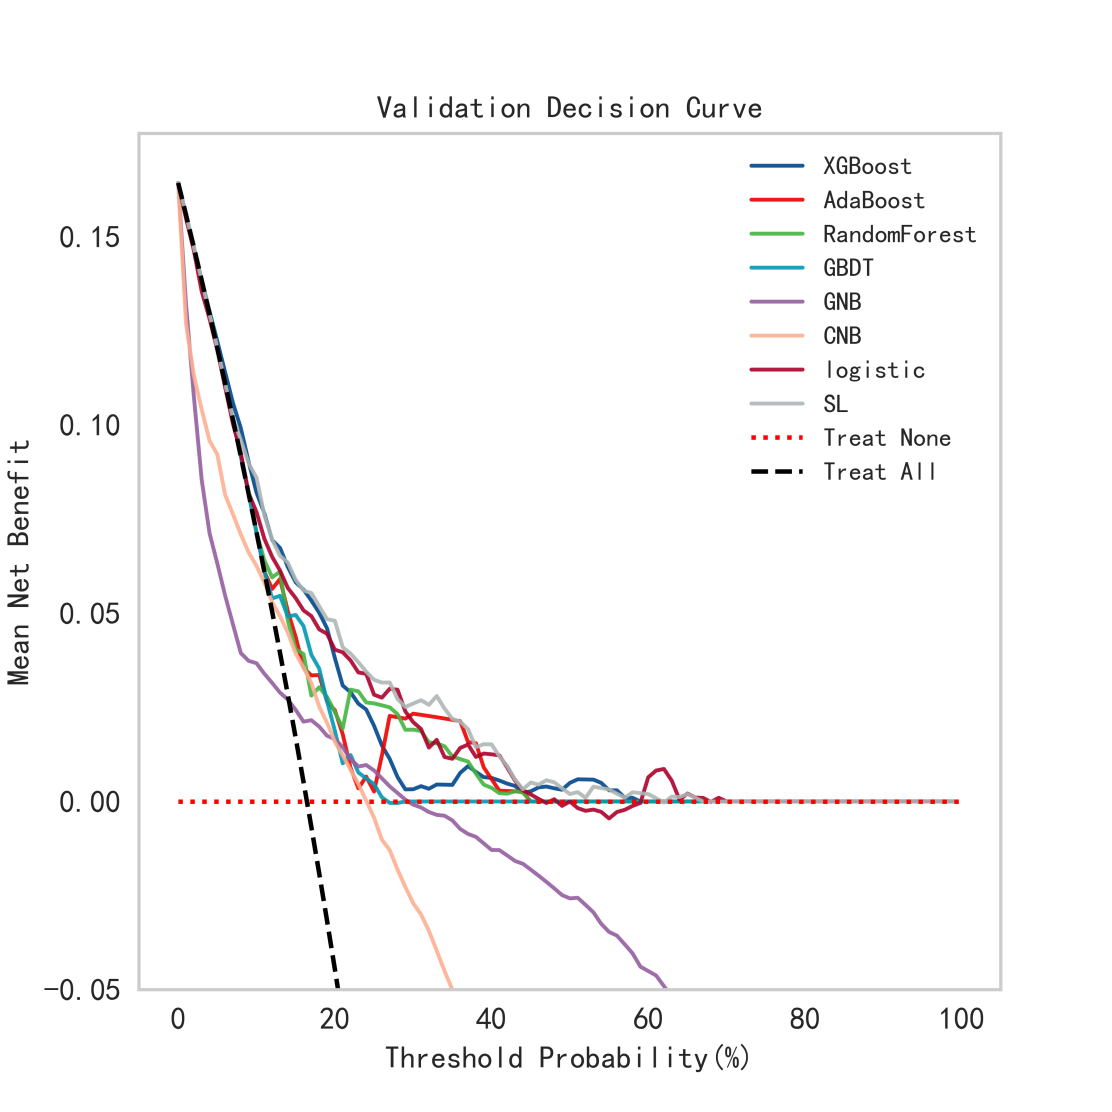 Validation Decision Curve
XGBoost
AdaBoost
RandomForest
GBDT
GNB
CNB
logistic
SL
Treat None
Treat All
Mean Net Benefit
0.15
0.10
0.05
0.00
−0.05
0 20 40 60 80 100
Threshold Probability(%)